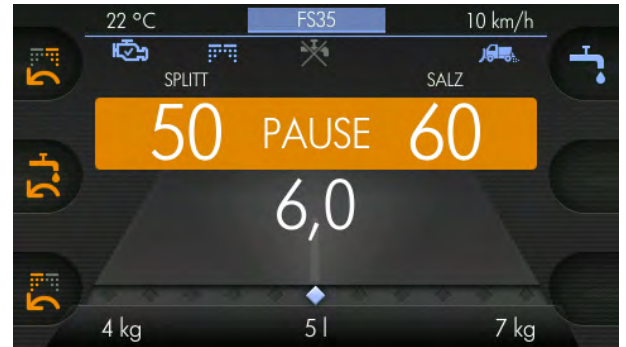 22 °C FS35 10 km/h
SPLITT SALZ
50 PAUSE 60
6,0
4 kg 5 l 7 kg